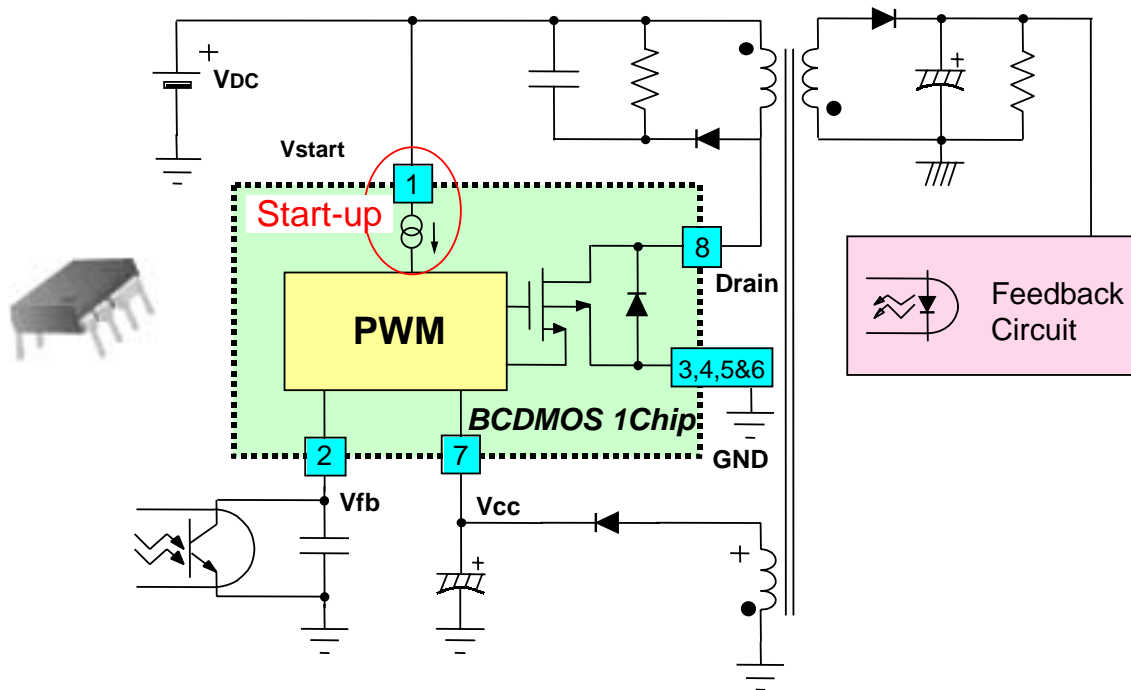 +
VDC
+
Vstart
1
Start-up
8
Drain
Feedback
Circuit
PWM
3,4,5&6
BCDMOS 1Chip
2
7
GND
Vfb
Vcc
+
+